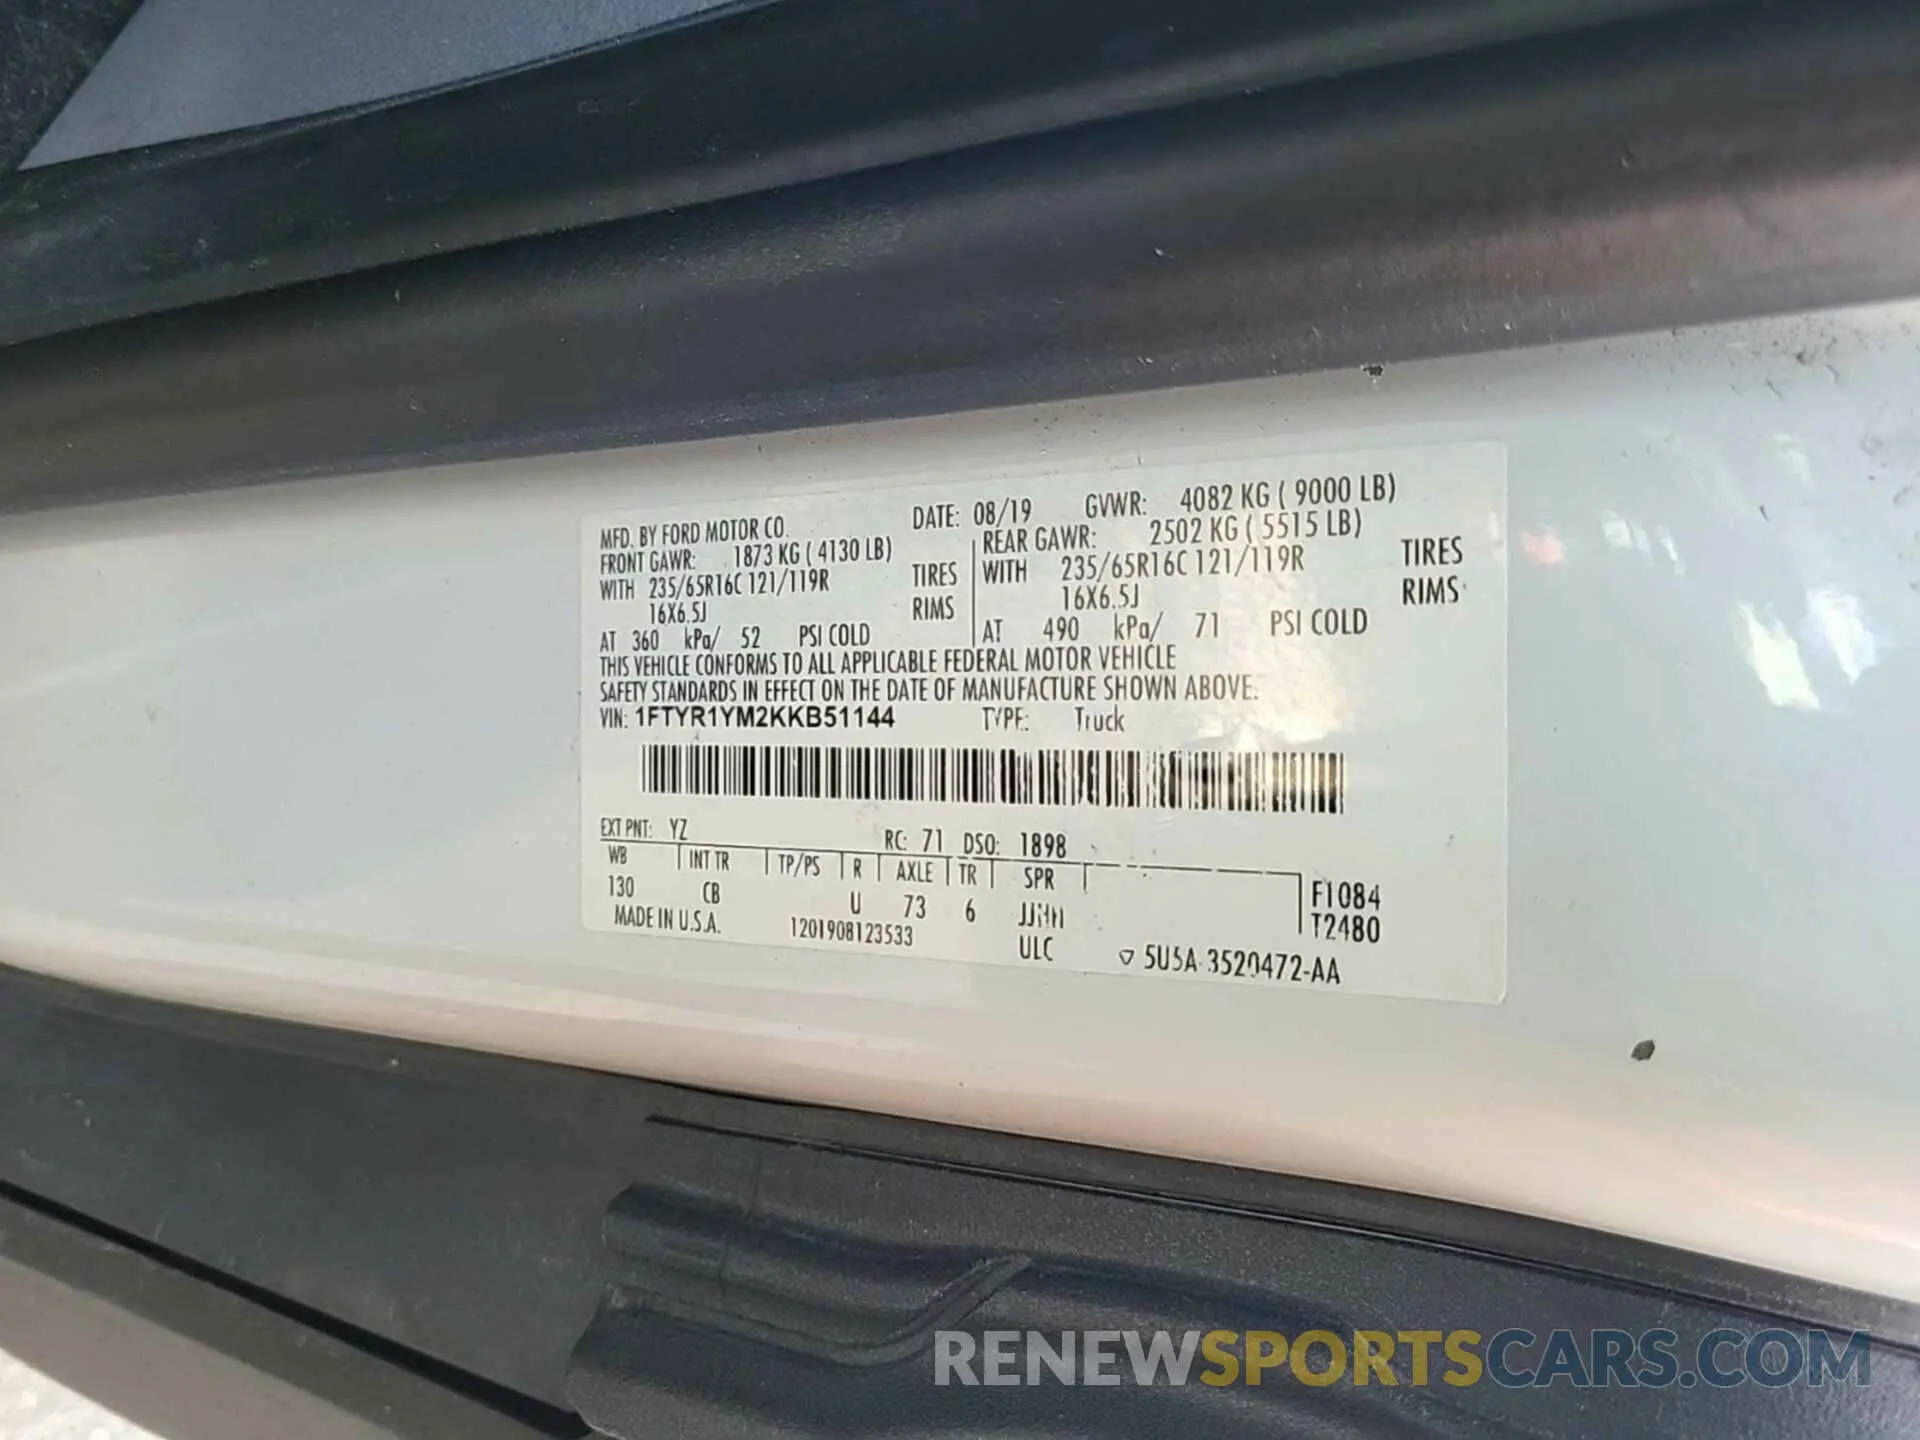 MFD. BY FORD MOTOR CO. DATE: 08/19 GVWR: 4082 KG ( 9000 LB)
FRONT GAWR: 1873 KG ( 4130 LB) REAR GAWR: 2502 KG ( 5515 LB)
WITH 235/65R16C 121/119R TIRES WITH 235/65R16C 121/119R TIRES
16X6.5J RIMS 16X6.5J RIMS
AT 360 kPa/ 52 PSI COLD AT 490 kPa/ 71 PSI COLD
THIS VEHICLE CONFORMS TO ALL APPLICABLE FEDERAL MOTOR VEHICLE
SAFETY STANDARDS IN EFFECT ON THE DATE OF MANUFACTURE SHOWN ABOVE.
VIN: 1FTYR1YM2KKB51144 TYPE: Truck
EXT PNT: YZ RC: 71 DSO: 1898
WB INT TR TP/PS R AXLE TR SPR
130 CB U 73 6 F1084
MADE IN U.S.A. 1201908123533 ULC T2480
5U5A-3520472-AA
RENEWSPORTSCARS.COM